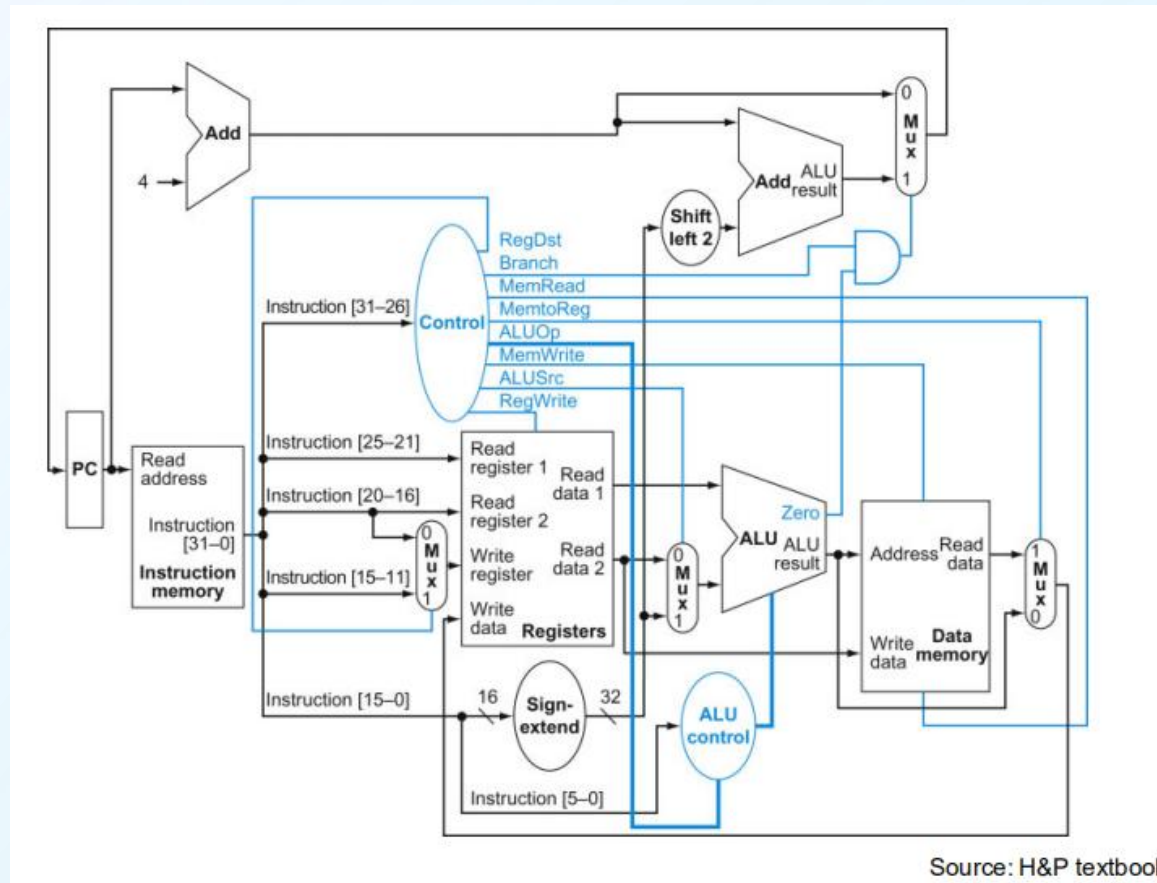 Add
4
Shift
left 2
Add
ALU
result
0
M
u
x
1
RegDst
Branch
MemRead
MemtoReg
ALUOp
MemWrite
ALUSrc
RegWrite
Instruction [31–26]
Control
PC
Read
address
Instruction
[31–0]
Instruction
memory
Instruction [25–21]
Instruction [20–16]
Instruction [15–11]
0
M
u
x
1
Read
register 1
Read
register 2
Write
register
Write
data
Read
data 1
Read
data 2
Registers
0
M
u
x
1
Zero
ALU
ALU
result
Address
Read
data
Write
data
Data
memory
1
M
u
x
0
Instruction [15–0]
16
Sign-
extend
32
ALU
control
Instruction [5–0]
Source: H&P textbook